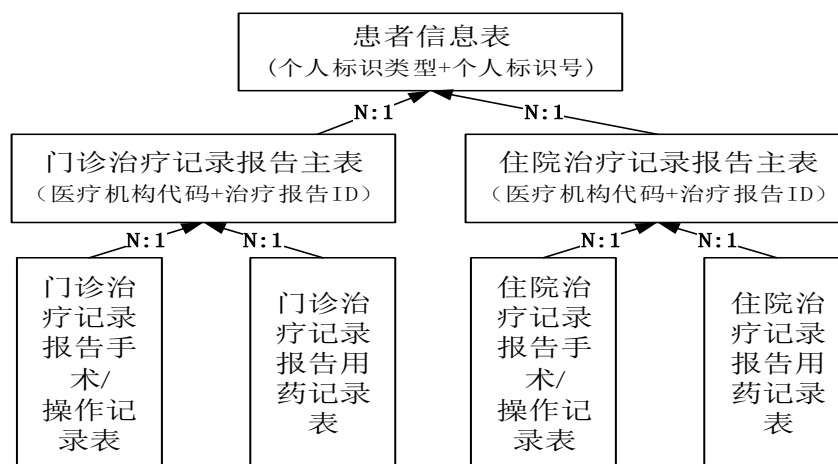 患者信息表
(个人标识类型+个人标识号)
N:1
N:1
门诊治疗记录报告主表
（医疗机构代码+治疗报告ID）
住院治疗记录报告主表
（医疗机构代码+治疗报告ID）
N:1
N:1
N:1
N:1
门诊治
疗记录
报告手
术/
操作记
录表
门诊治
疗记录
报告用
药记录
表
住院治
疗记录
报告手
术/
操作记
录表
住院治
疗记录
报告用
药记录
表